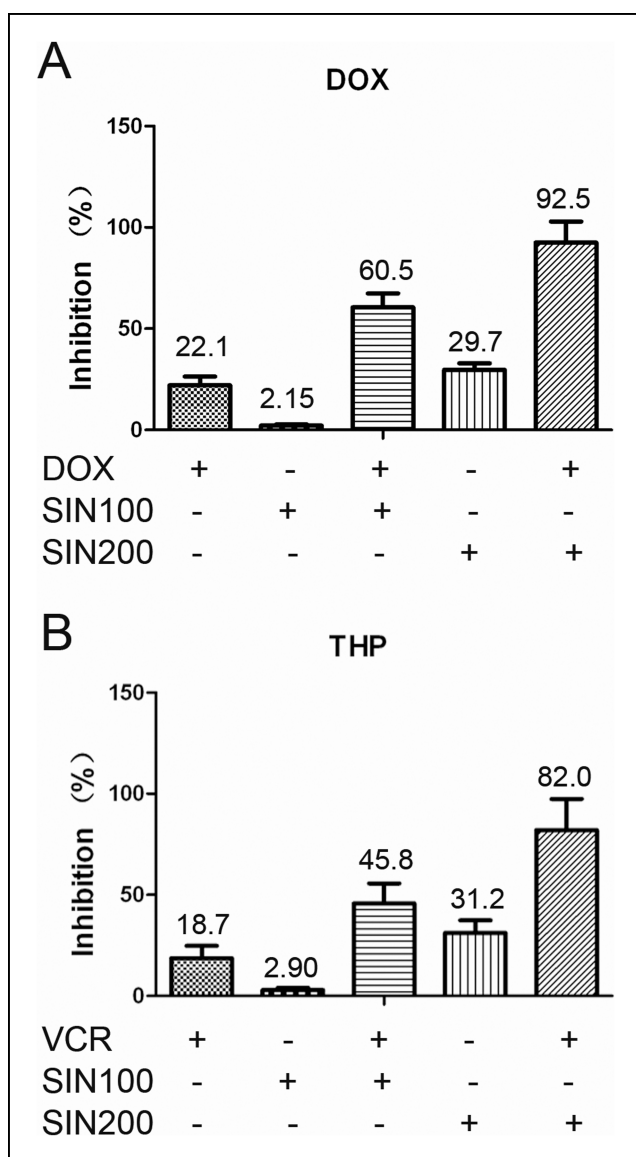 A
DOX
150
100
50
0
Inhibition (%)
22.1
2.15
60.5
29.7
92.5
DOX + - + - +
SIN100 - + + - -
SIN200 - - - + +
B
THP
150
100
50
0
Inhibition (%)
18.7
2.90
45.8
31.2
82.0
VCR + - + - +
SIN100 - + + - -
SIN200 - - - + +